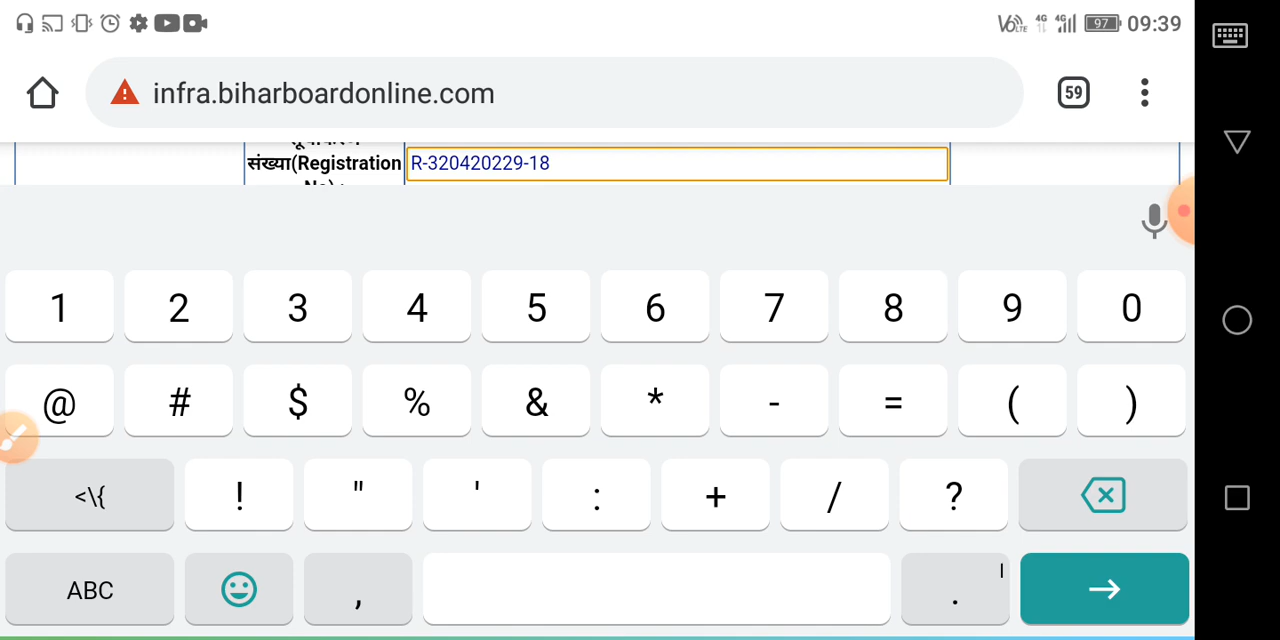 97 09:39
infra.biharboardonline.com
59
संख्या(Registration R-320420229-18
1 2 3 4 5 6 7 8 9 0
@ # $ % & * - = ( )
<\{ ! " ' : + / ?
ABC , .